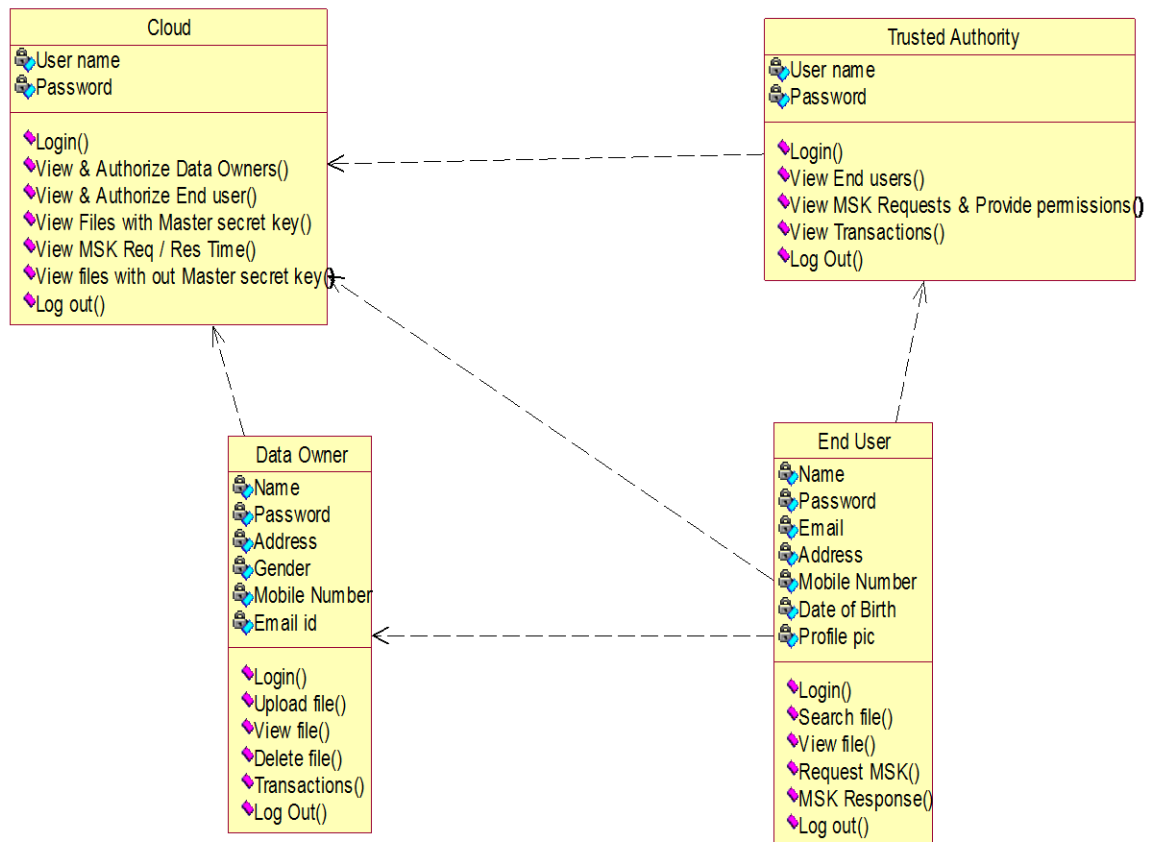 Cloud
User name
Password
Login()
View & Authorize Data Owners()
View & Authorize End user()
View Files with Master secret key()
View MSK Req / Res Time()
View files with out Master secret key()
Log out()
Trusted Authority
User name
Password
Login()
View End users()
View MSK Requests & Provide permissions()
View Transactions()
Log Out()
Data Owner
Name
Password
Address
Gender
Mobile Number
Email id
Login()
Upload file()
View file()
Delete file()
Transactions()
Log Out()
End User
Name
Password
Email
Address
Mobile Number
Date of Birth
Profile pic
Login()
Search file()
View file()
Request MSK()
MSK Response()
Log out()